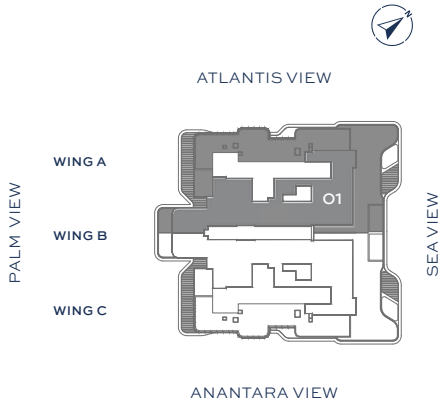 N
ATLANTIS VIEW
WING A
01
PALM VIEW
WING B
SEA VIEW
WING C
ANANTARA VIEW